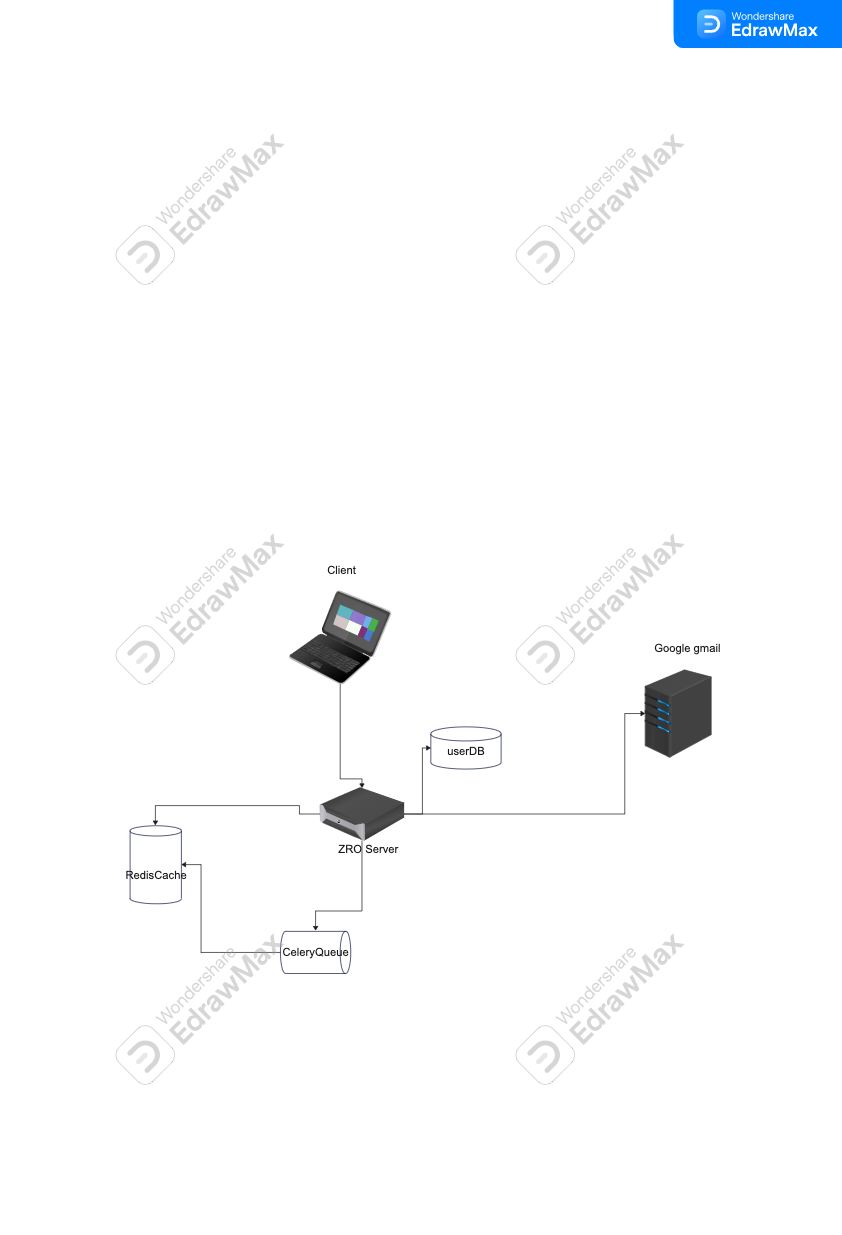 Wondershare
EdrawMax
Wondershare
EdrawMax
Wondershare
EdrawMax
Client
Wondershare
EdrawMax
Wondershare
EdrawMax
Google gmail
userDB
ZRO Server
RedisCache
CeleryQueue
Wondershare
EdrawMax
Wondershare
EdrawMax